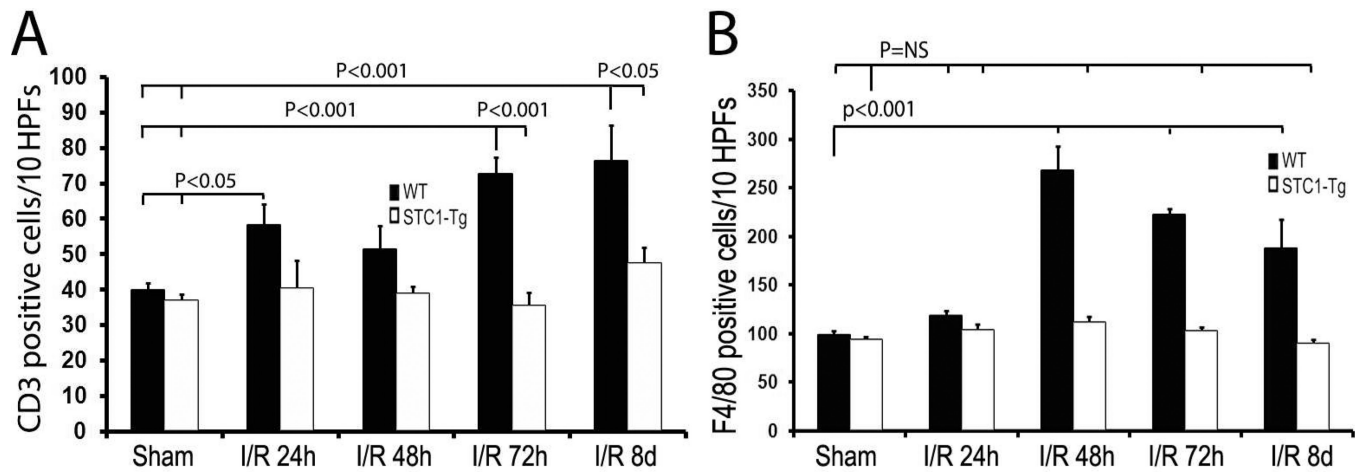 A
CD3 positive cells/10 HPFs
100
90
80
70
60
50
40
30
20
10
0
P<0.001
P<0.05
P<0.001
P<0.001
P<0.05
WT
STC1-Tg
Sham
I/R 24h
I/R 48h
I/R 72h
I/R 8d
B
F4/80 positive cells/10 HPFs
350
300
250
200
150
100
50
0
P=NS
p<0.001
WT
STC1-Tg
Sham
I/R 24h
I/R 48h
I/R 72h
I/R 8d